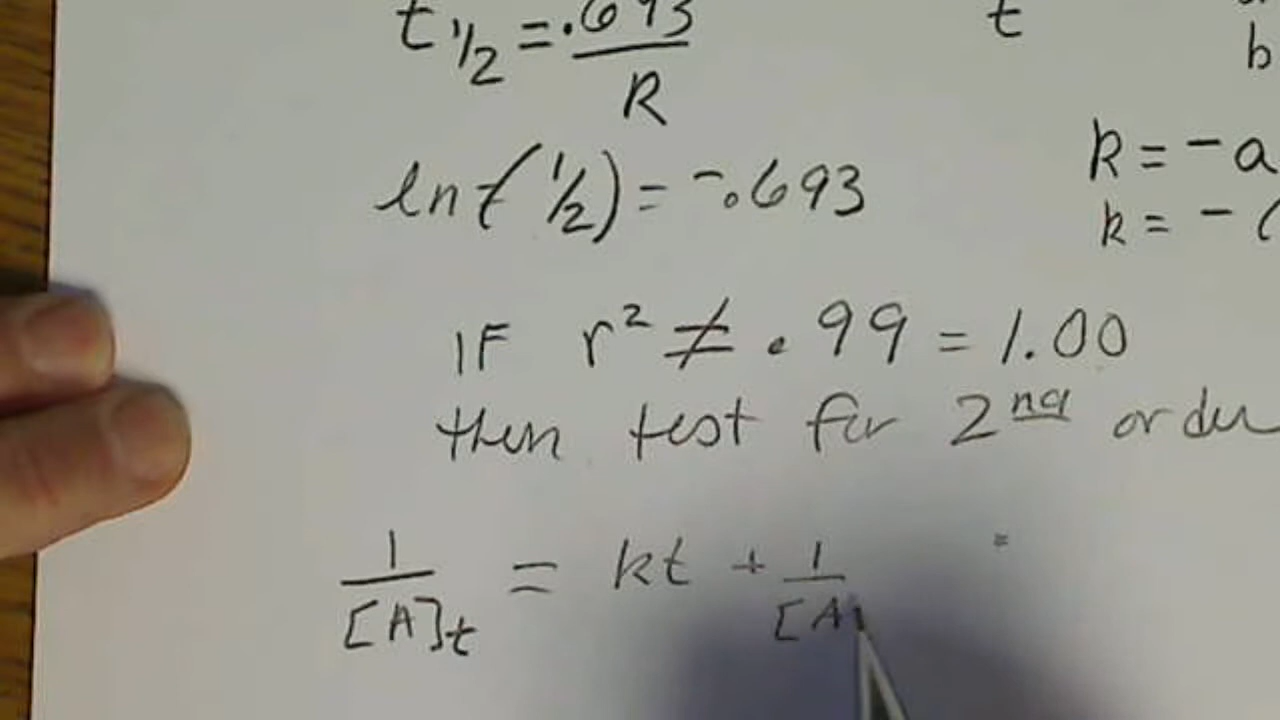 t 1/2 = .693 / k
t
b
ln (1/2) = -.693
k = -a
k = -(
IF r² ≠ .99 = 1.00
then test for 2nd order
1/[A]t = kt + 1/[A